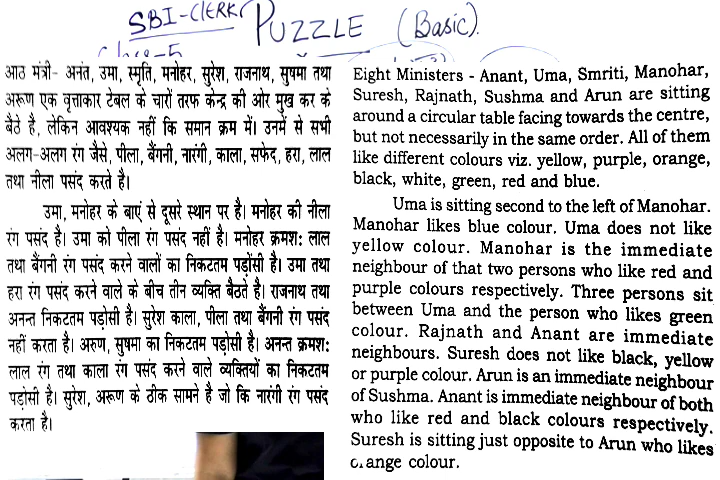 SBI-CLERK PUZZLE (Basic).
आठ मंत्री- अनंत, उमा, स्मृति, मनोहर, सुरेश, राजनाथ, सुषमा तथा
अरूण एक वृत्ताकार टेबल के चारों तरफ केन्द्र की ओर मुख कर के
बैठे है, लेकिन आवश्यक नहीं कि समान क्रम में। उनमें से सभी
अलग-अलग रंग जैसे, पीला, बैंगनी, नारंगी, काला, सफेद, हरा, लाल
तथा नीला पसंद करते है।
उमा, मनोहर के बाएं से दूसरे स्थान पर है। मनोहर की नीला
रंग पसंद है। उमा को पीला रंग पसंद नहीं है। मनोहर क्रमश: लाल
तथा बैंगनी रंग पसंद करने वालों का निकटतम पड़ोंसी है। उमा तथा
हरा रंग पसंद करने वाले के बीच तीन व्यक्ति बैठते है। राजनाथ तथा
अनन्त निकटतम पड़ोसी है। सुरेश काला, पीला तथा बैंगनी रंग पसंद
नहीं करता है। अरुण, सुषमा का निकटतम पड़ोसी है। अनन्त क्रमश:
लाल रंग तथा काला रंग पसंद करने वाले व्यक्तियों का निकटतम
पड़ोसी है। सुरेश, अरूण के ठीक सामने है जो कि नारंगी रंग पसंद
करता है।
Eight Ministers - Anant, Uma, Smriti, Manohar,
Suresh, Rajnath, Sushma and Arun are sitting
around a circular table facing towards the centre,
but not necessarily in the same order. All of them
like different colours viz. yellow, purple, orange,
black, white, green, red and blue.
Uma is sitting second to the left of Manohar.
Manohar likes blue colour. Uma does not like
yellow colour. Manohar is the immediate
neighbour of that two persons who like red and
purple colours respectively. Three persons sit
between Uma and the person who likes green
colour. Rajnath and Anant are immediate
neighbours. Suresh does not like black, yellow
or purple colour. Arun is an immediate neighbour
of Sushma. Anant is immediate neighbour of both
who like red and black colours respectively.
Suresh is sitting just opposite to Arun who likes
orange colour.